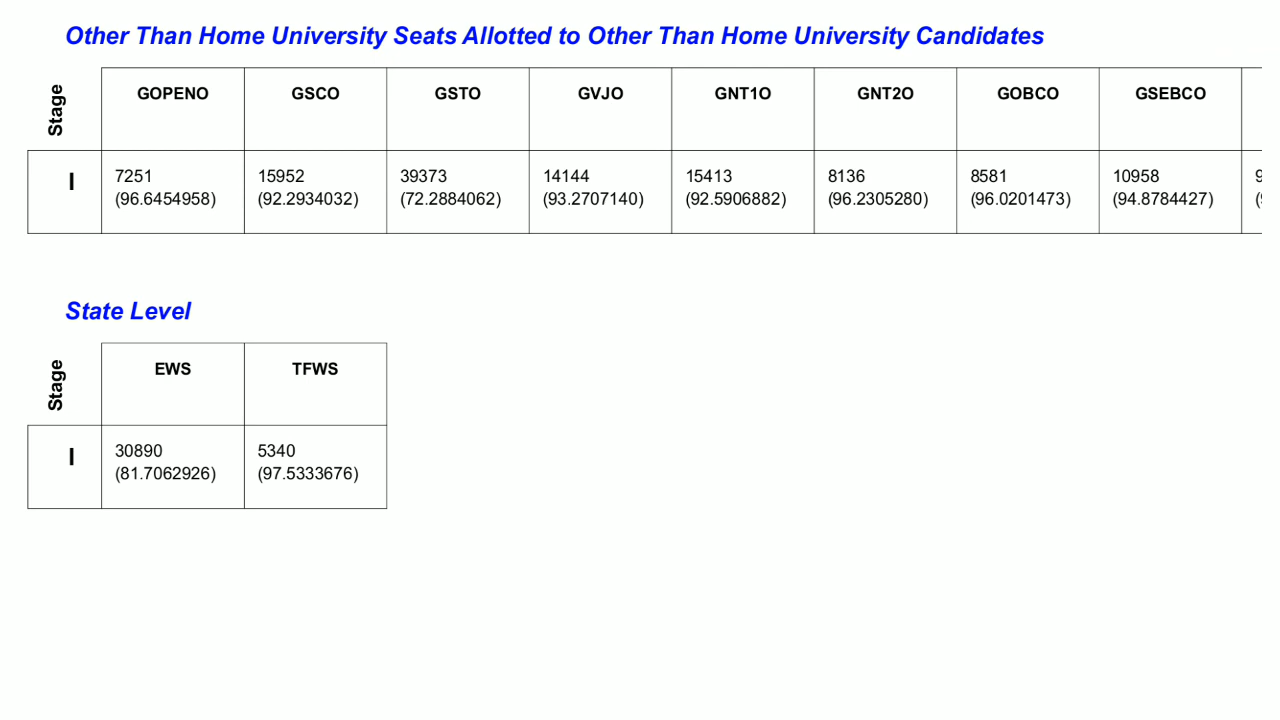 Other Than Home University Seats Allotted to Other Than Home University Candidates
Stage GOPENO GSCO GSTO GVJO GNT1O GNT2O GOBCO GSEBCO
I 7251 15952 39373 14144 15413 8136 8581 10958
(96.6454958) (92.2934032) (72.2884062) (93.2707140) (92.5906882) (96.2305280) (96.0201473) (94.8784427)
State Level
Stage EWS TFWS
I 30890 5340
(81.7062926) (97.5333676)